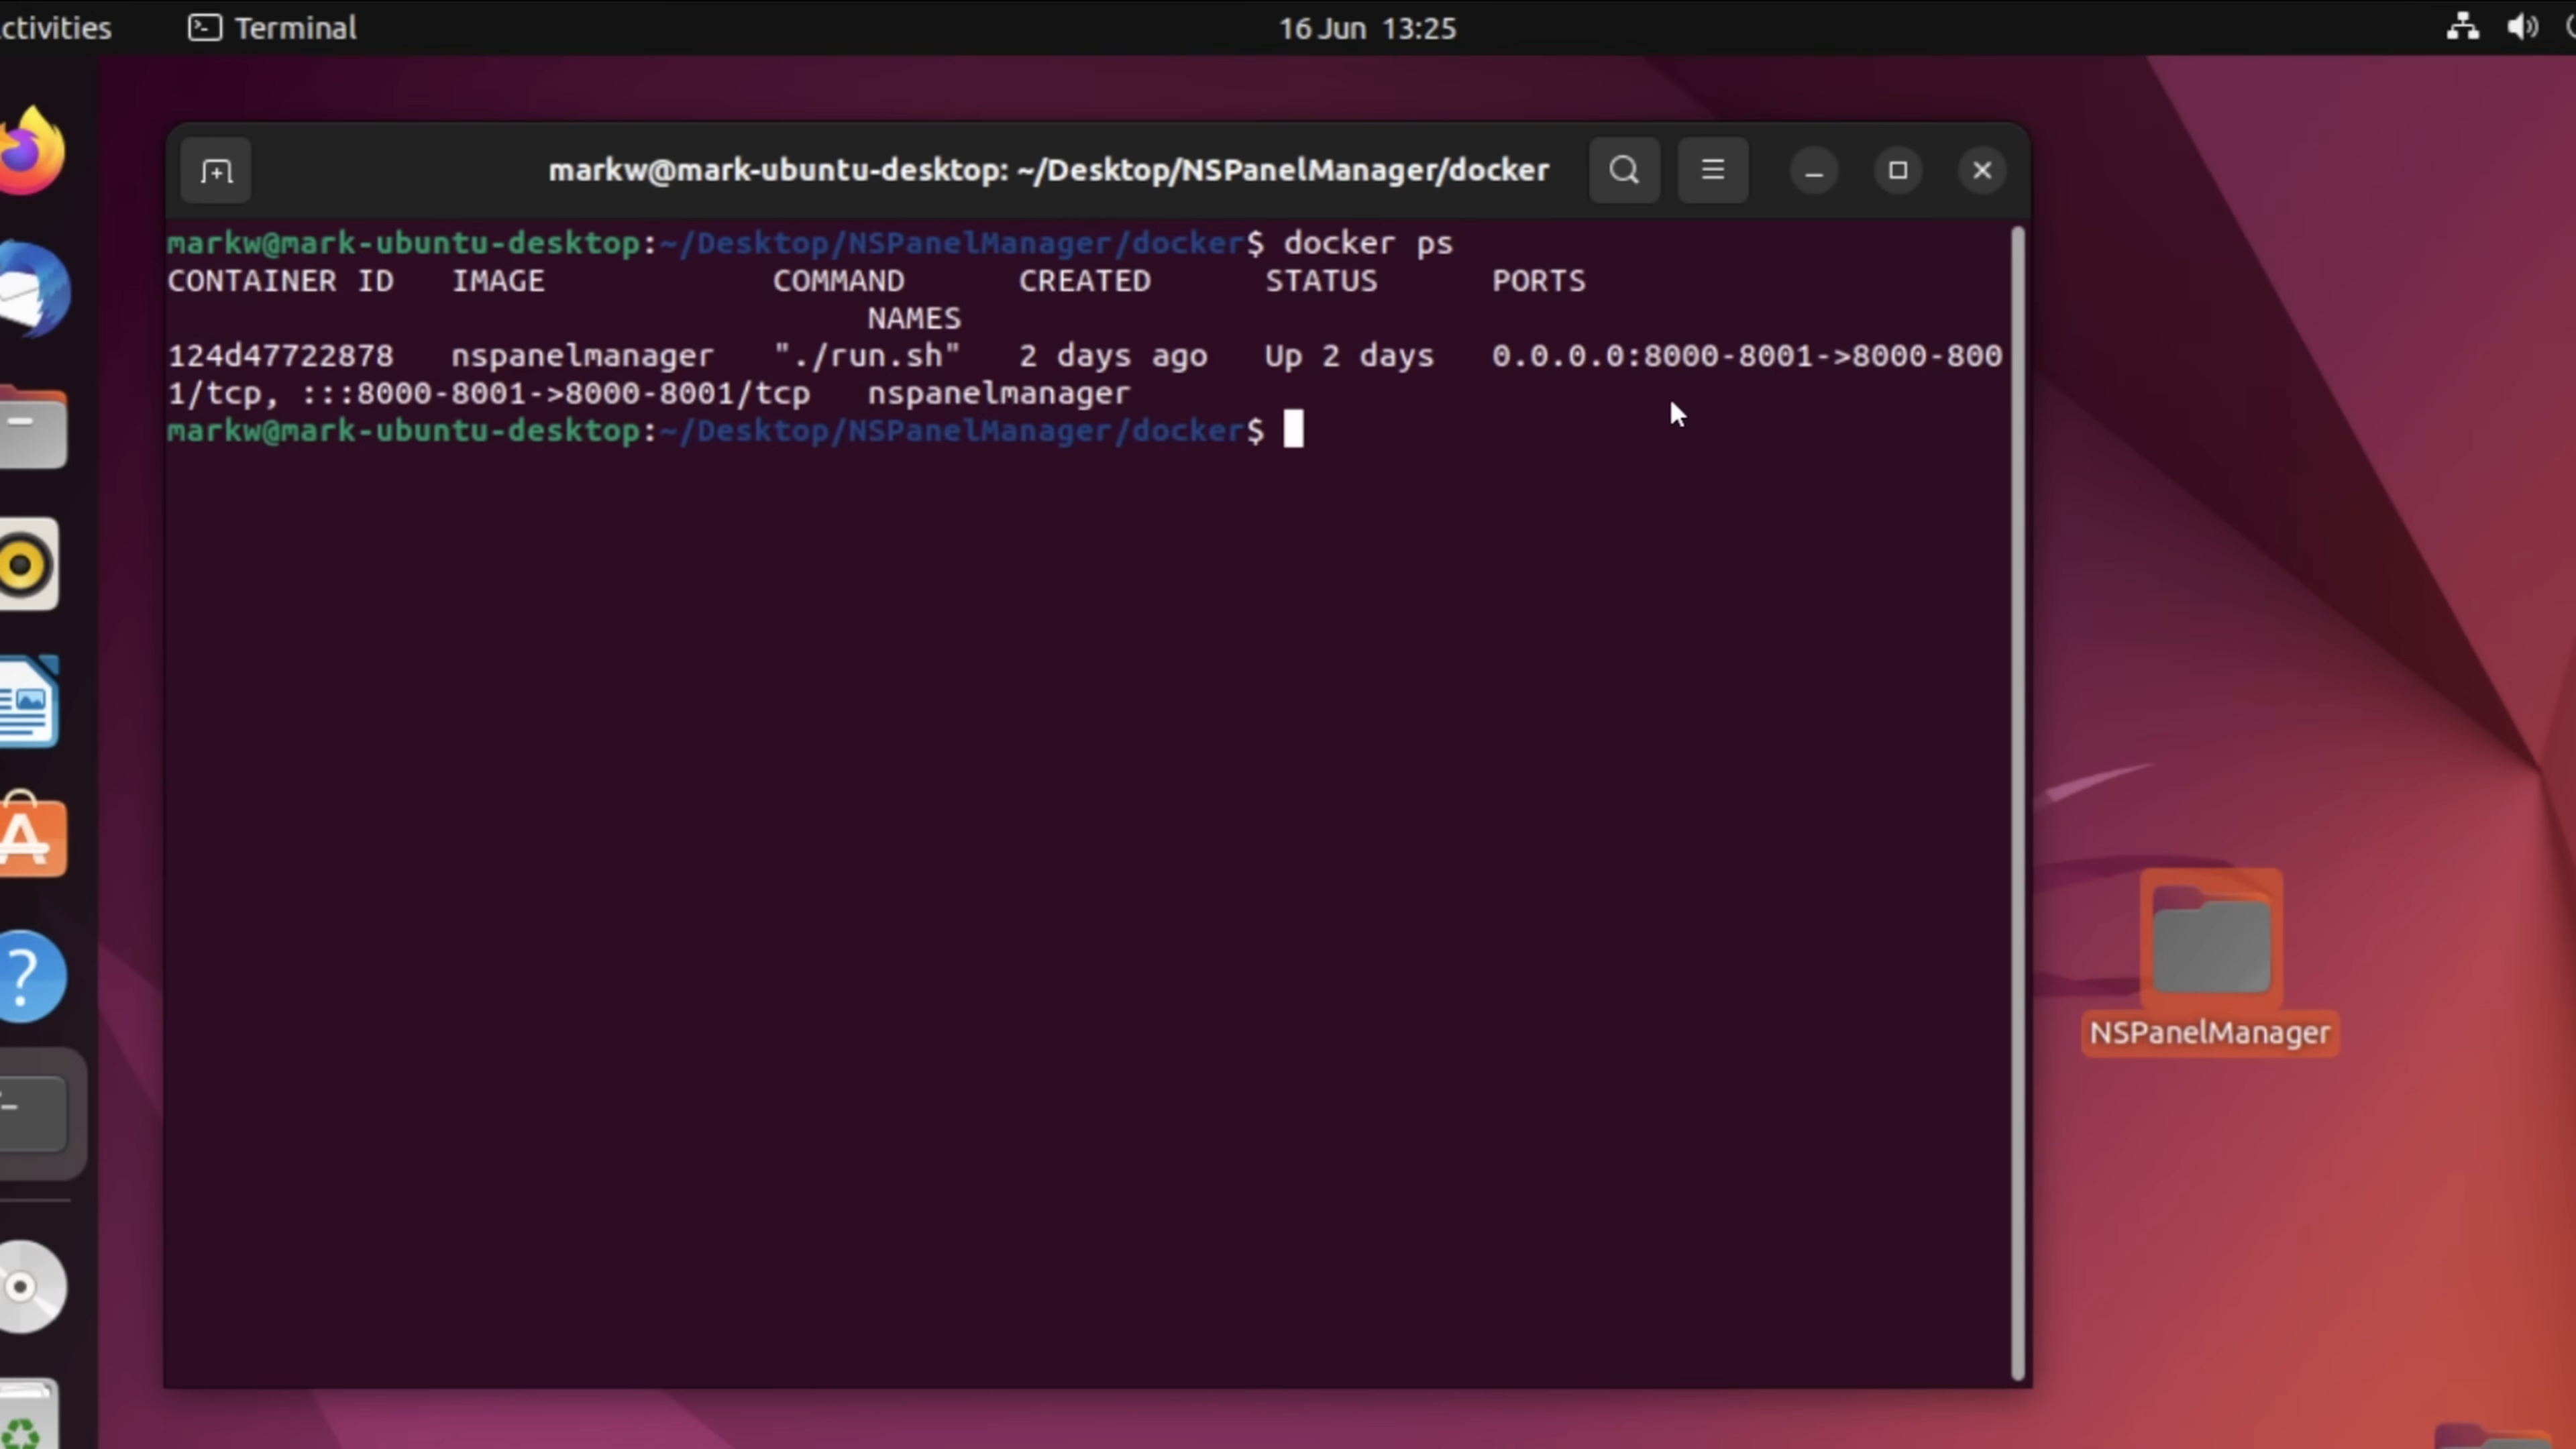 ctivities Terminal 16 Jun 13:25
markw@mark-ubuntu-desktop: ~/Desktop/NSPanelManager/docker
markw@mark-ubuntu-desktop:~/Desktop/NSPanelManager/docker$ docker ps
CONTAINER ID IMAGE COMMAND CREATED STATUS PORTS
NAMES
124d47722878 nspanelmanager "./run.sh" 2 days ago Up 2 days 0.0.0.0:8000-8001->8000-800
1/tcp, :::8000-8001->8000-8001/tcp nspanelmanager
markw@mark-ubuntu-desktop:~/Desktop/NSPanelManager/docker$
NSPanelManager